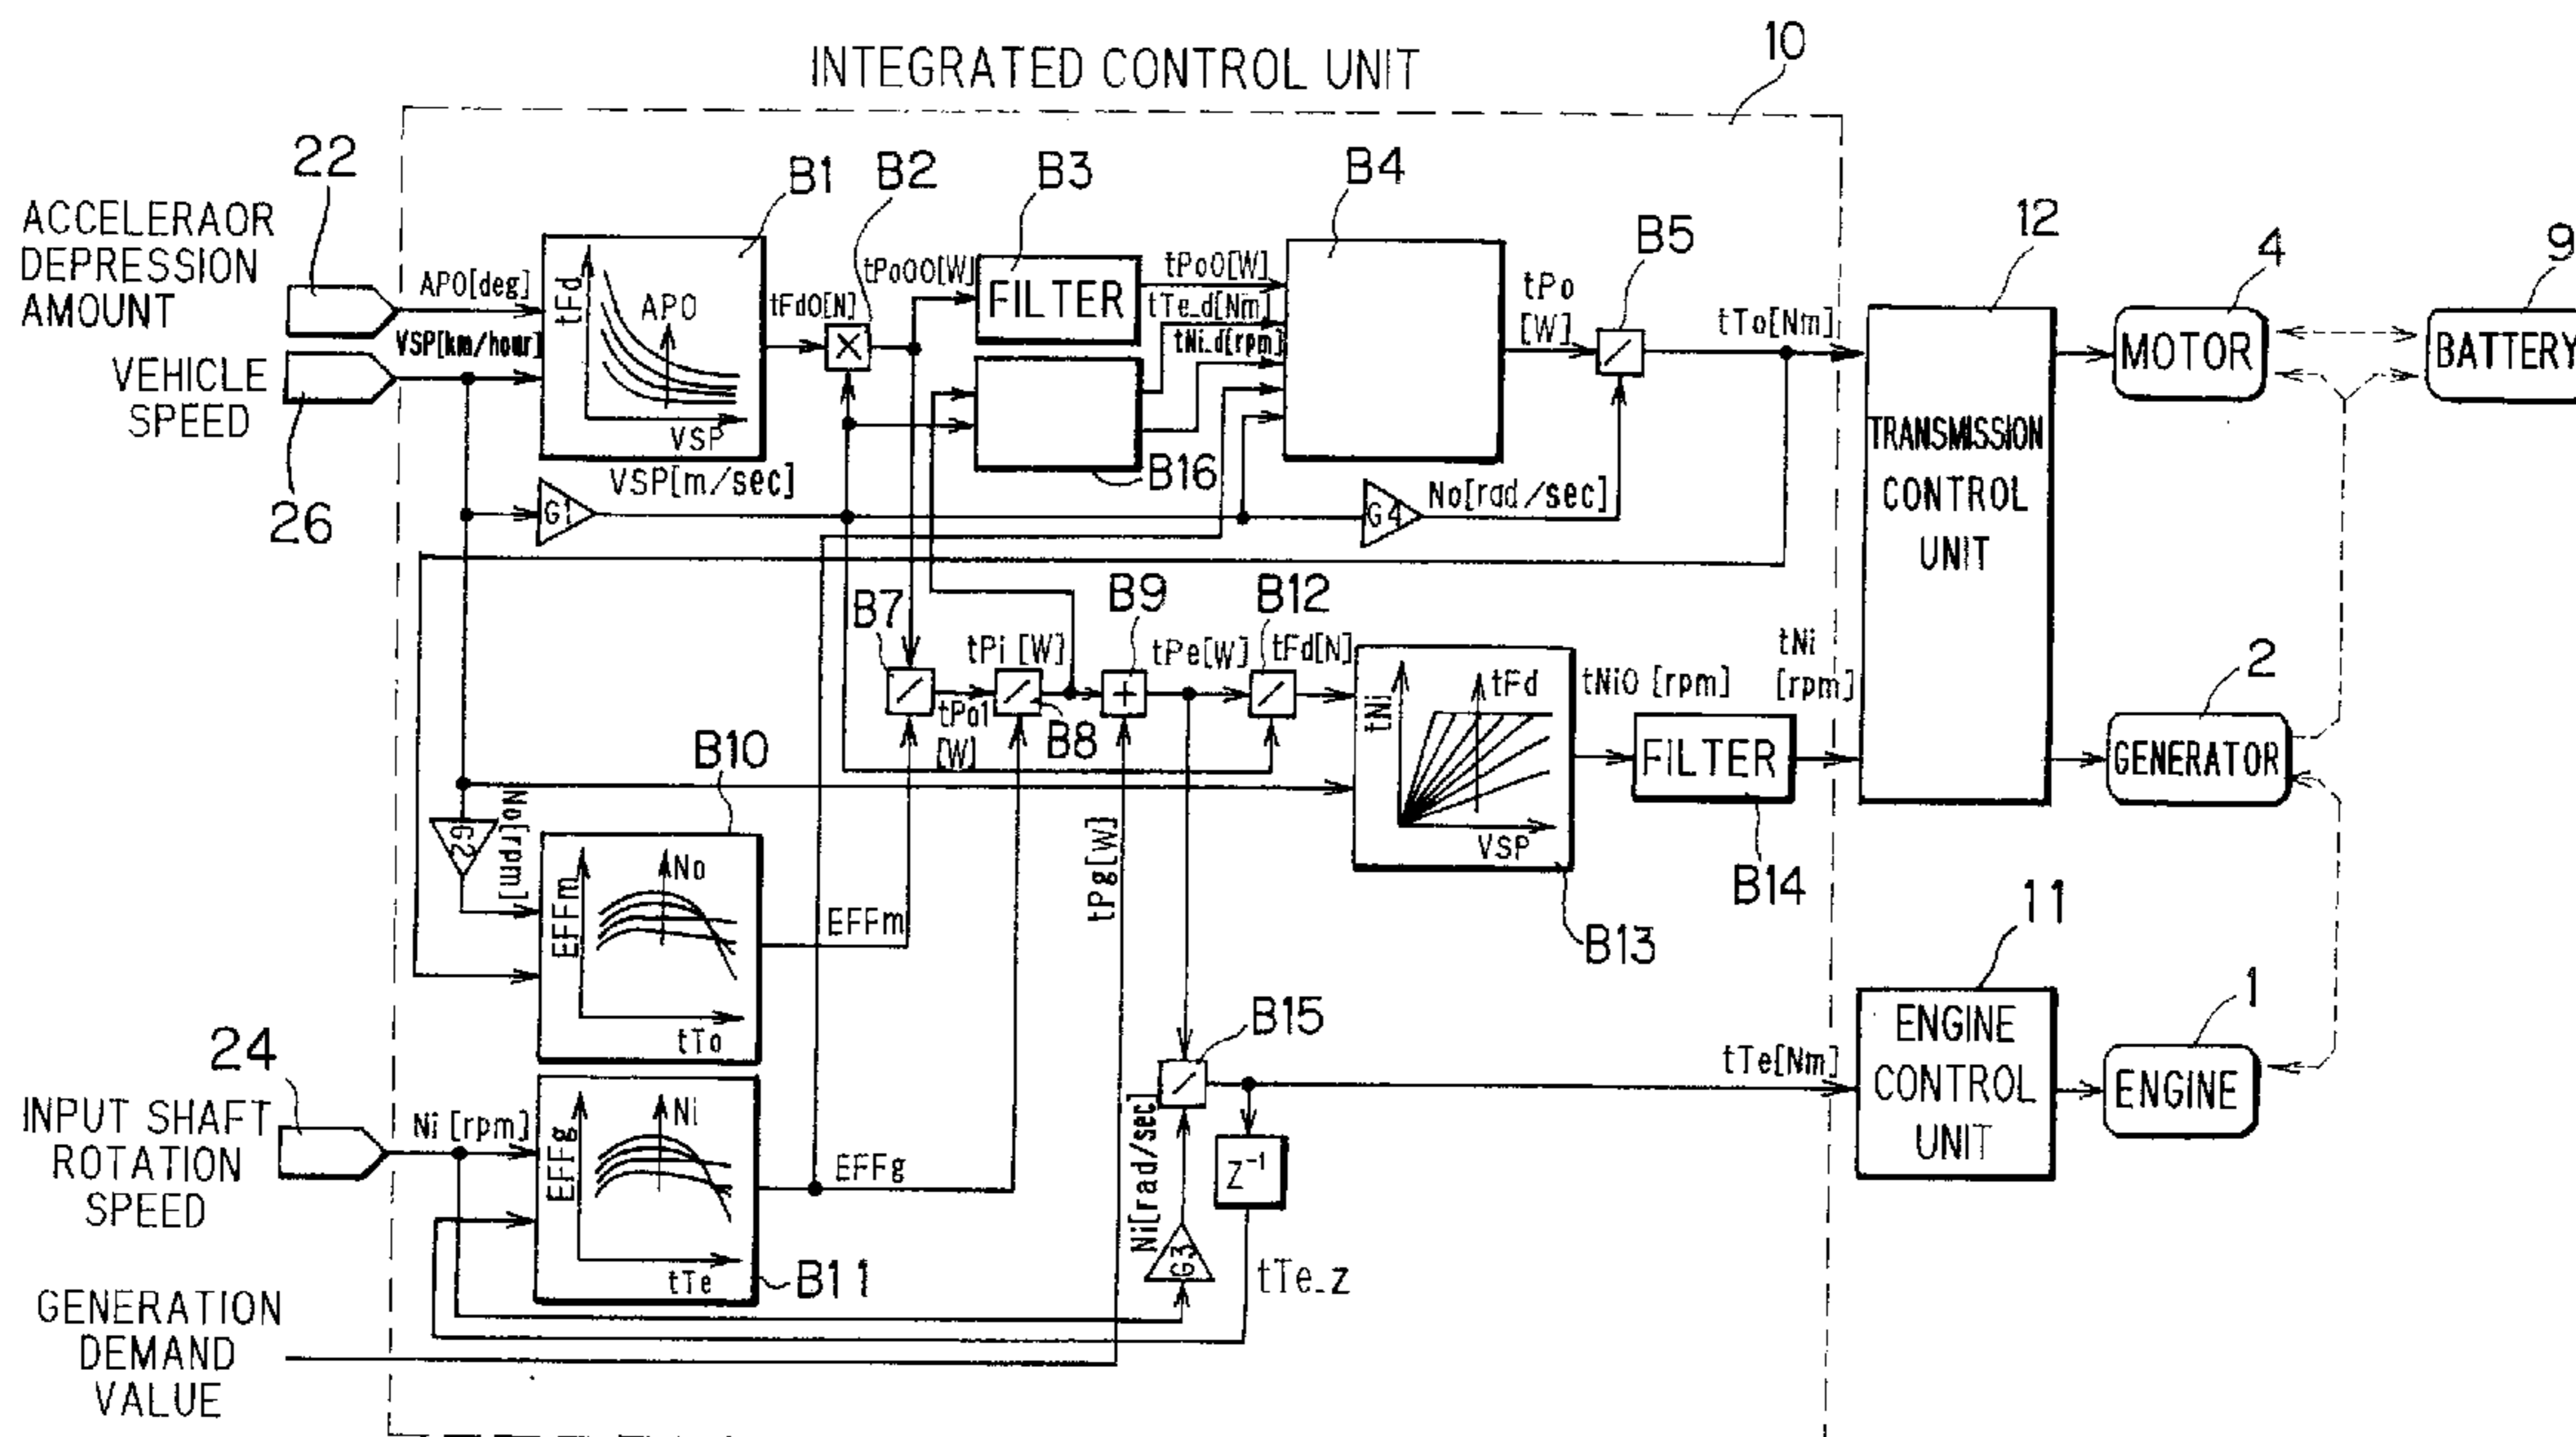 INTEGRATED CONTROL UNIT
10
22
ACCELERAOR
DEPRESSION
AMOUNT
APO[deg]
VSP[km/hour]
VEHICLE
SPEED
26
B1
tFd
APO
VSP
tFdO[N]
B2
×
tPoOO[W]
B3
FILTER
tPoO[W]
tTe_d[Nm]
tNi_d[rpm]
B16
B4
tPo
[W]
B5
tTo[Nm]
12
TRANSMISSION
CONTROL
UNIT
4
MOTOR
9
BATTERY
G1
VSP[m/sec]
G4
No[rad/sec]
B7
tPo1
[W]
tPi [W]
B8
B9
+
tPe[W]
B12
tFd[N]
tNi
tFd
VSP
B13
tNiO [rpm]
FILTER
B14
tNi
[rpm]
2
GENERATOR
G2
No[rpm]
B10
EFFm
No
tTo
EFFm
tPg[W]
24
INPUT SHAFT
ROTATION
SPEED
Ni [rpm]
EFFg
Ni
tTe
B11
EFFg
B15
Ni[rad/sec]
G3
Z⁻¹
tTe_z
tTe[Nm]
11
ENGINE
CONTROL
UNIT
1
ENGINE
GENERATION
DEMAND
VALUE